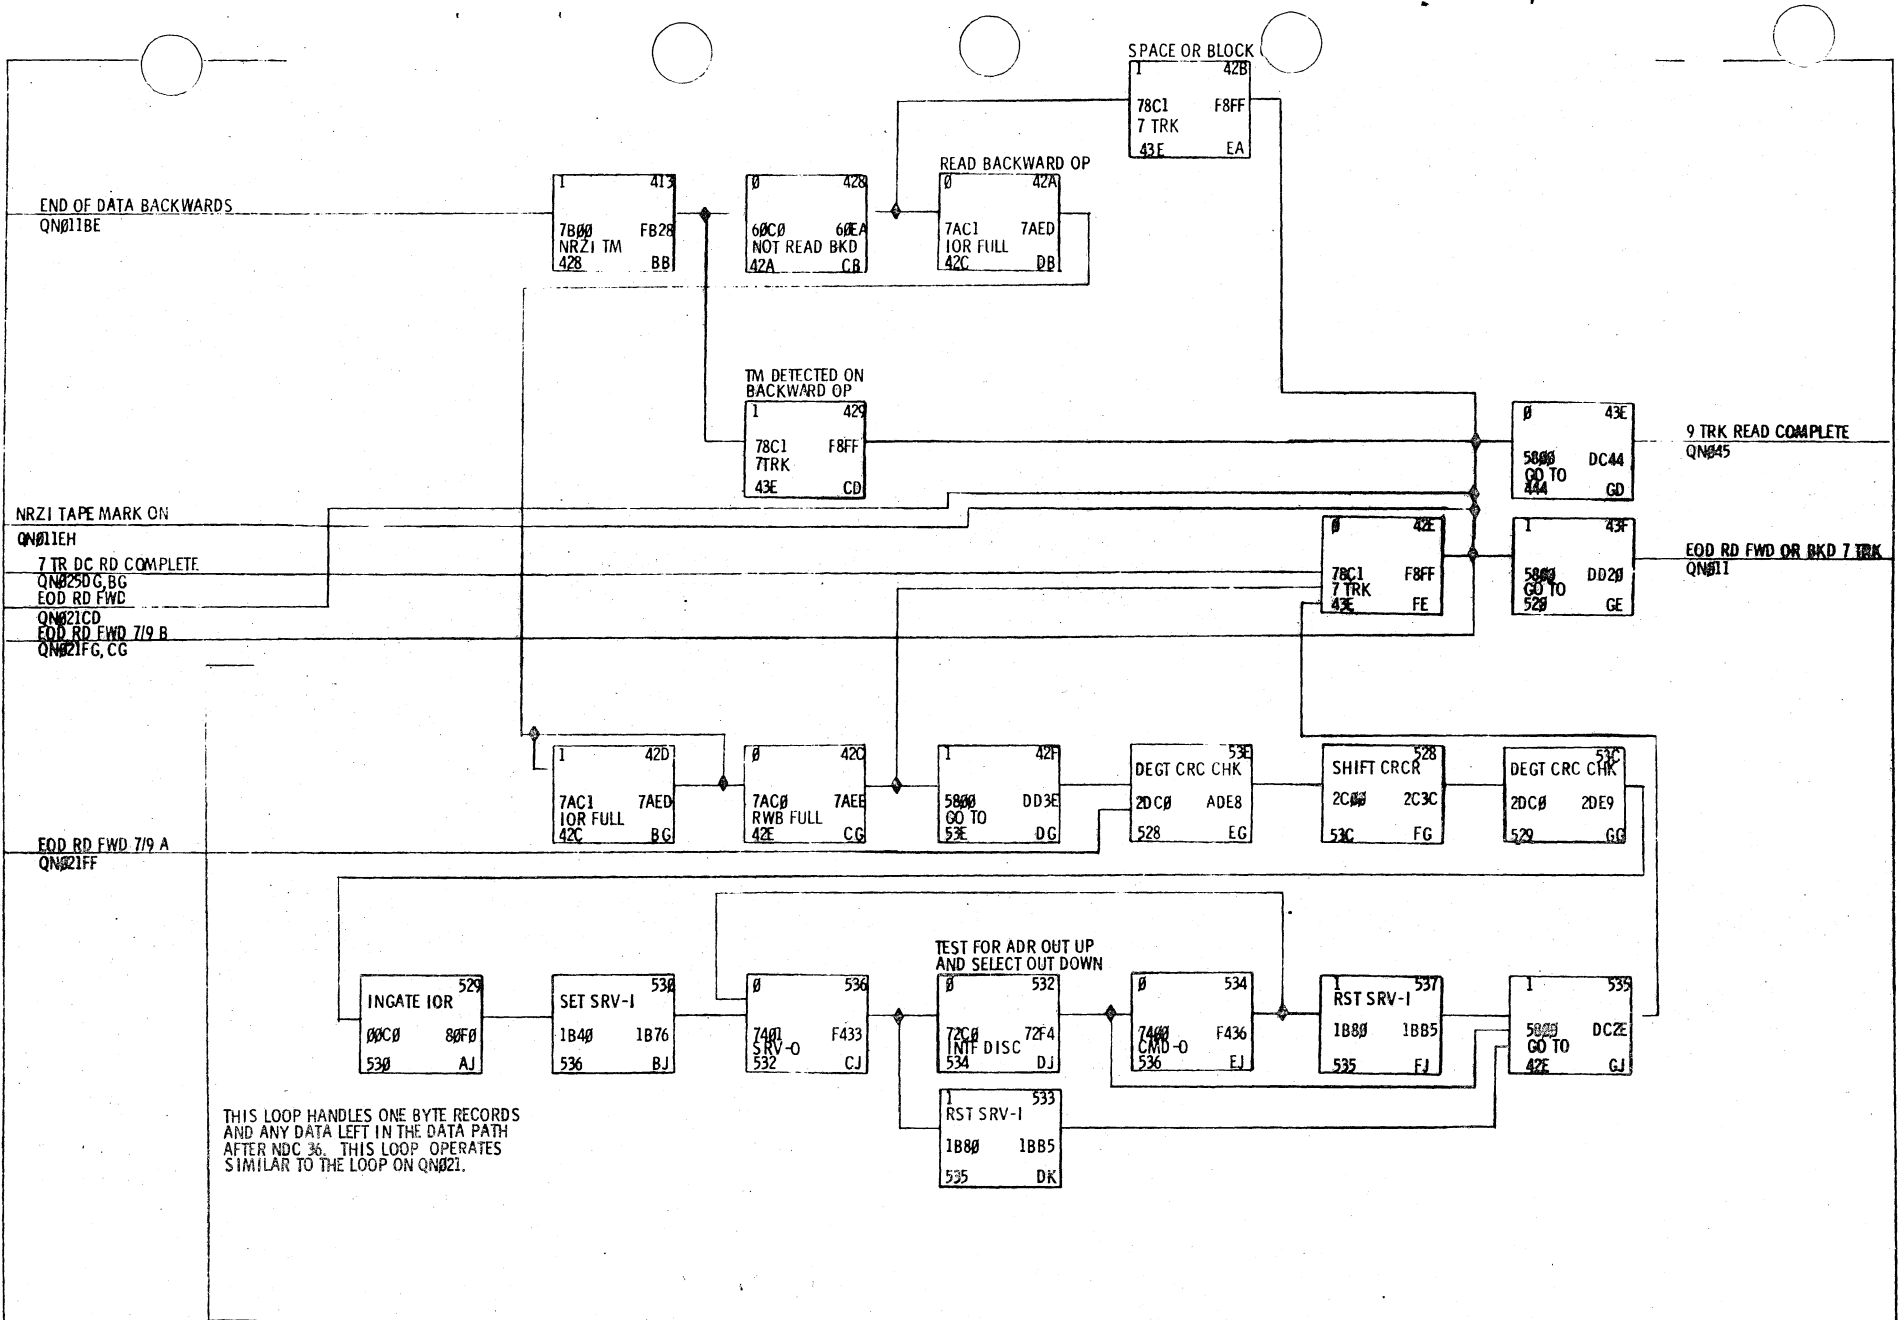 SPACE OR BLOCK
1 42B
78C1 F8FF
7 TRK
43E EA
END OF DATA BACKWARDS
QNØ11BE
1 413
7BØØ FB28
NRZI TM
428 BB
Ø 428
6ØCØ 6ØEA
NOT READ BKD
42A CB
READ BACKWARD OP
Ø 42A
7AC1 7AED
IOR FULL
42C DB
TM DETECTED ON
BACKWARD OP
1 429
78C1 F8FF
7TRK
43E CD
Ø 43E
58ØØ DC44
GO TO
444 GD
9 TRK READ COMPLETE
QNØ45
NRZI TAPE MARK ON
QNØ11EH
7 TR DC RD COMPLETE
QNØ25DG,BG
EOD RD FWD
QNØ21CD
EOD RD FWD 7/9 B
QNØ21FG, CG
Ø 42E
78C1 F8FF
7 TRK
43E FE
1 43F
58ØØ DD2Ø
GO TO
52Ø GE
EOD RD FWD OR BKD 7 TRK
QNØ11
1 42D
7AC1 7AED
IOR FULL
42C BG
Ø 42C
7ACØ 7AEE
RWB FULL
42E CG
1 42F
58ØØ DD3E
GO TO
53E DG
53E
DEGT CRC CHK
2DCØ ADE8
528 EG
528
SHIFT CRCR
2CØØ 2C3C
53C FG
53C
DEGT CRC CHK
2DCØ 2DE9
529 GG
EOD RD FWD 7/9 A
QNØ21FF
529
INGATE IOR
ØØCØ 8ØFØ
53Ø AJ
53Ø
SET SRV-I
1B4Ø 1B76
536 BJ
Ø 536
74Ø1 F433
SRV-O
532 CJ
TEST FOR ADR OUT UP
AND SELECT OUT DOWN
Ø 532
72CØ 72F4
INTF DISC
534 DJ
Ø 534
74ØØ F436
CMD-O
536 EJ
1 537
RST SRV-I
1B8Ø 1BB5
535 FJ
1 535
58ØØ DC2E
GO TO
42E GJ
1 533
RST SRV-I
1B8Ø 1BB5
535 DK
THIS LOOP HANDLES ONE BYTE RECORDS
AND ANY DATA LEFT IN THE DATA PATH
AFTER NDC 36. THIS LOOP OPERATES
SIMILAR TO THE LOOP ON QNØ21.